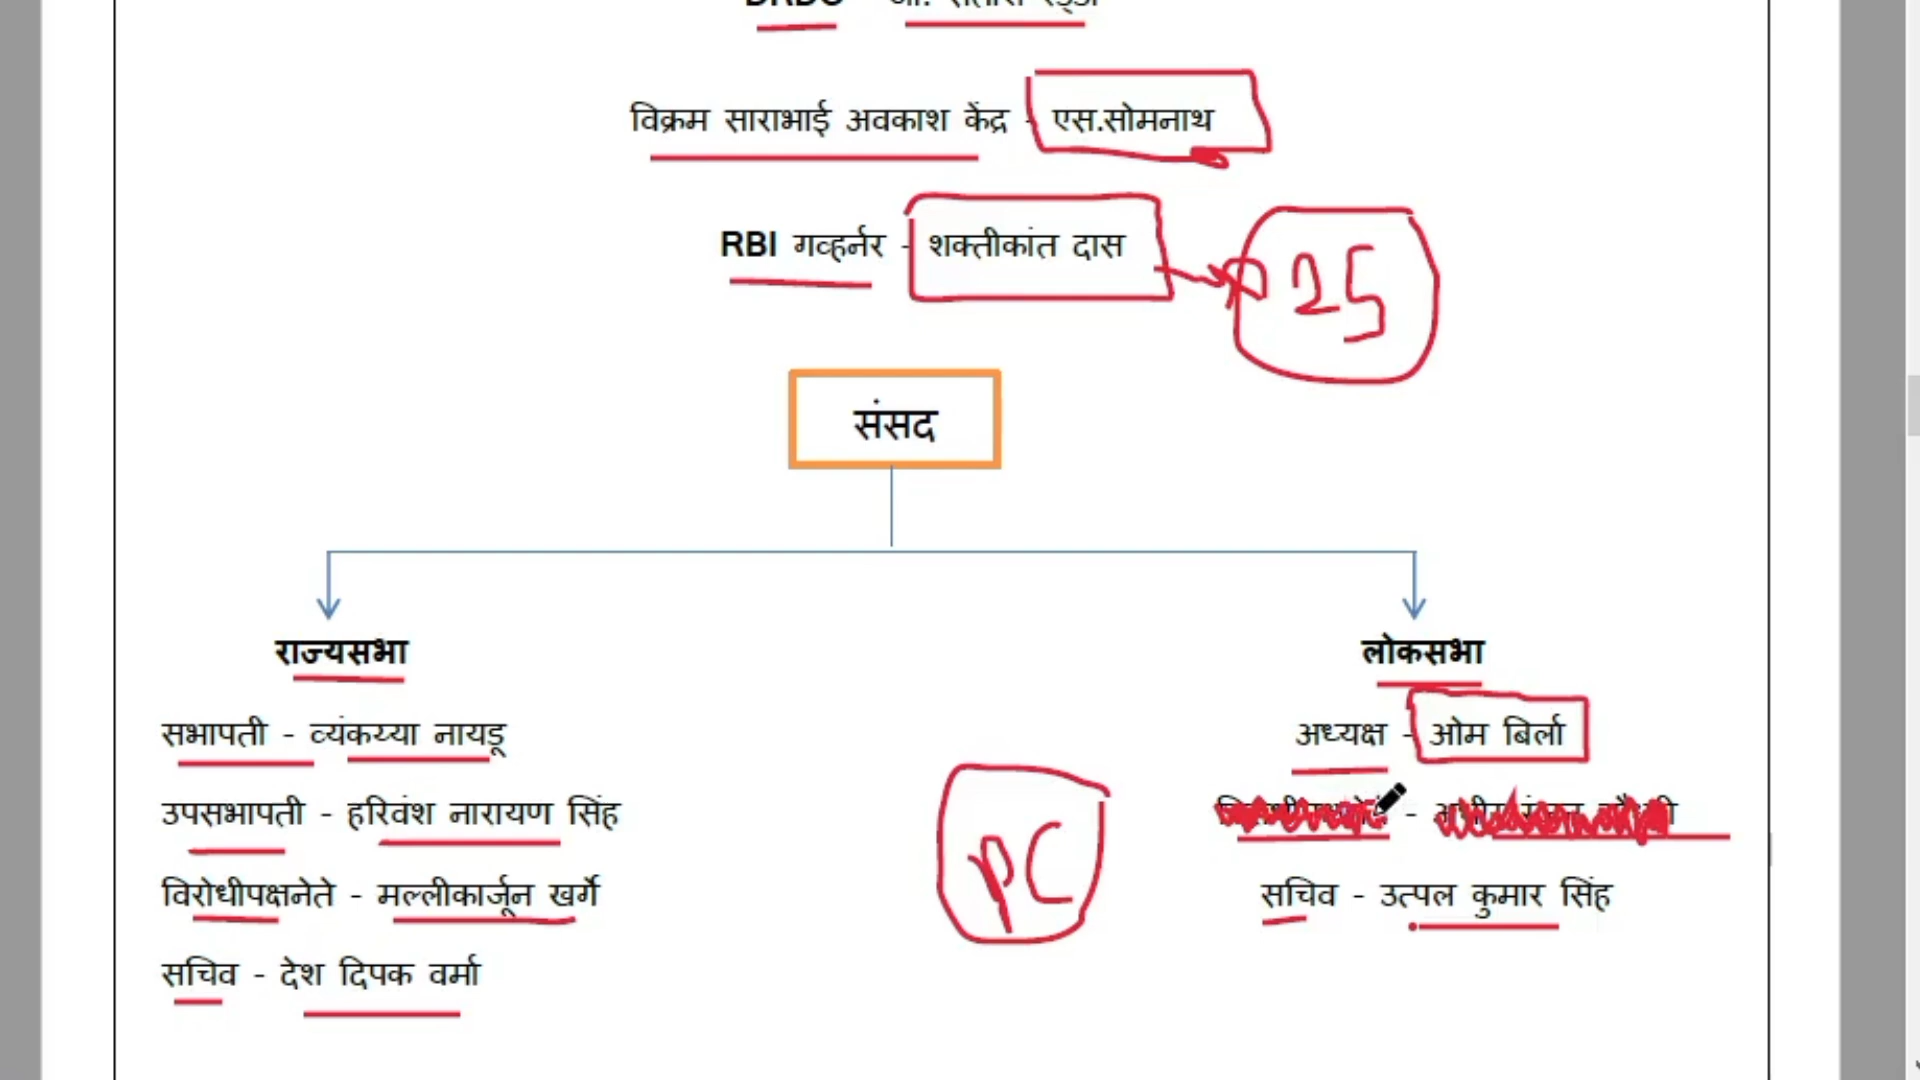 विक्रम साराभाई अवकाश केंद्र - एस.सोमनाथ
RBI गव्हर्नर - शक्तीकांत दास
25
संसद
राज्यसभा
लोकसभा
सभापती - व्यंकय्या नायडू
अध्यक्ष - ओम बिर्ला
उपसभापती - हरिवंश नारायण सिंह
विरोधीपक्षनेते - मल्लीकार्जून खर्गे
सचिव - उत्पल कुमार सिंह
सचिव - देश दिपक वर्मा
PC